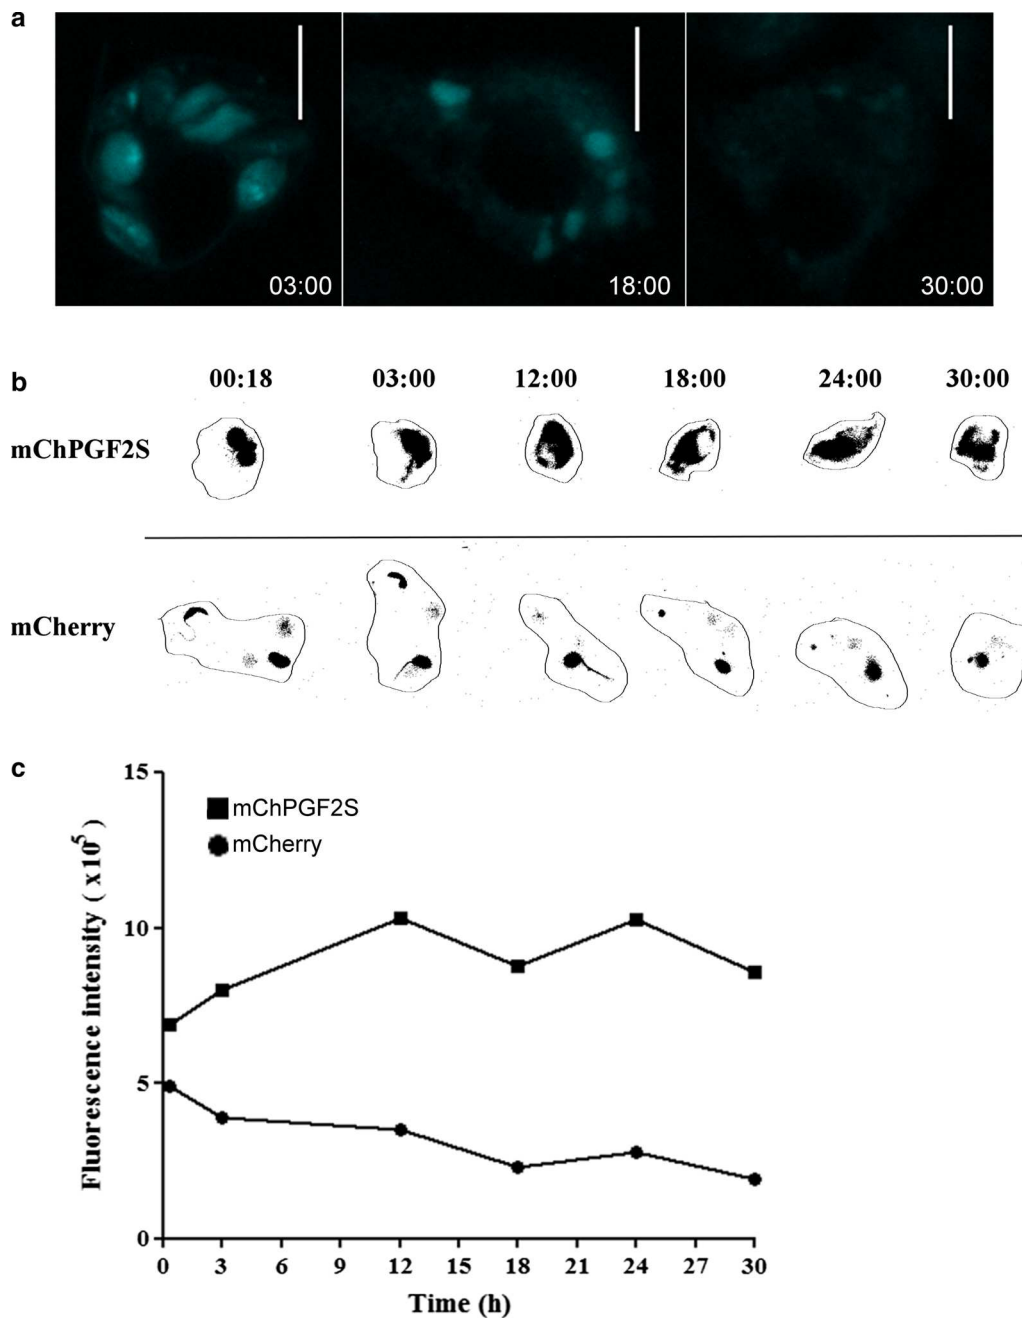 a
03:00 18:00 30:00
b
00:18 03:00 12:00 18:00 24:00 30:00
mChPGF2S
mCherry
c
mChPGF2S
mCherry
Fluorescence intensity ( x10⁵ )
15
10
5
0
0 3 6 9 12 15 18 21 24 27 30
Time (h)